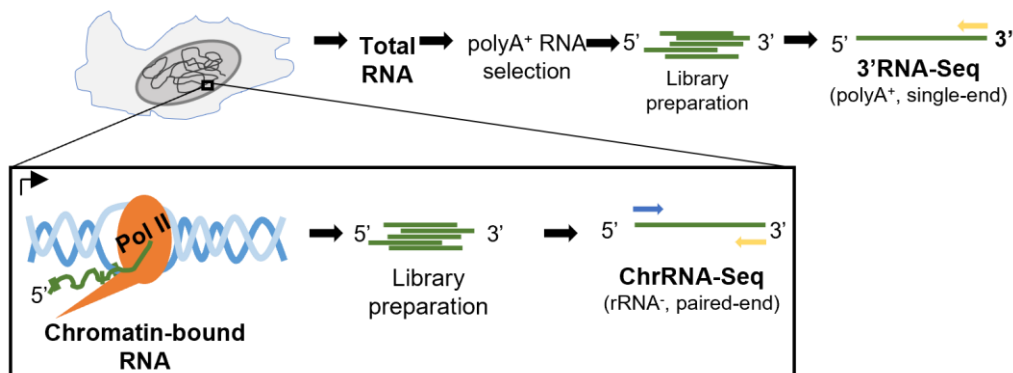 Total
RNA
polyA⁺ RNA
selection
5’ 3’
Library
preparation
5’ 3’
3’RNA-Seq
(polyA⁺, single-end)
Pol II
5’
Chromatin-bound
RNA
5’ 3’
Library
preparation
5’ 3’
ChrRNA-Seq
(rRNA⁻, paired-end)